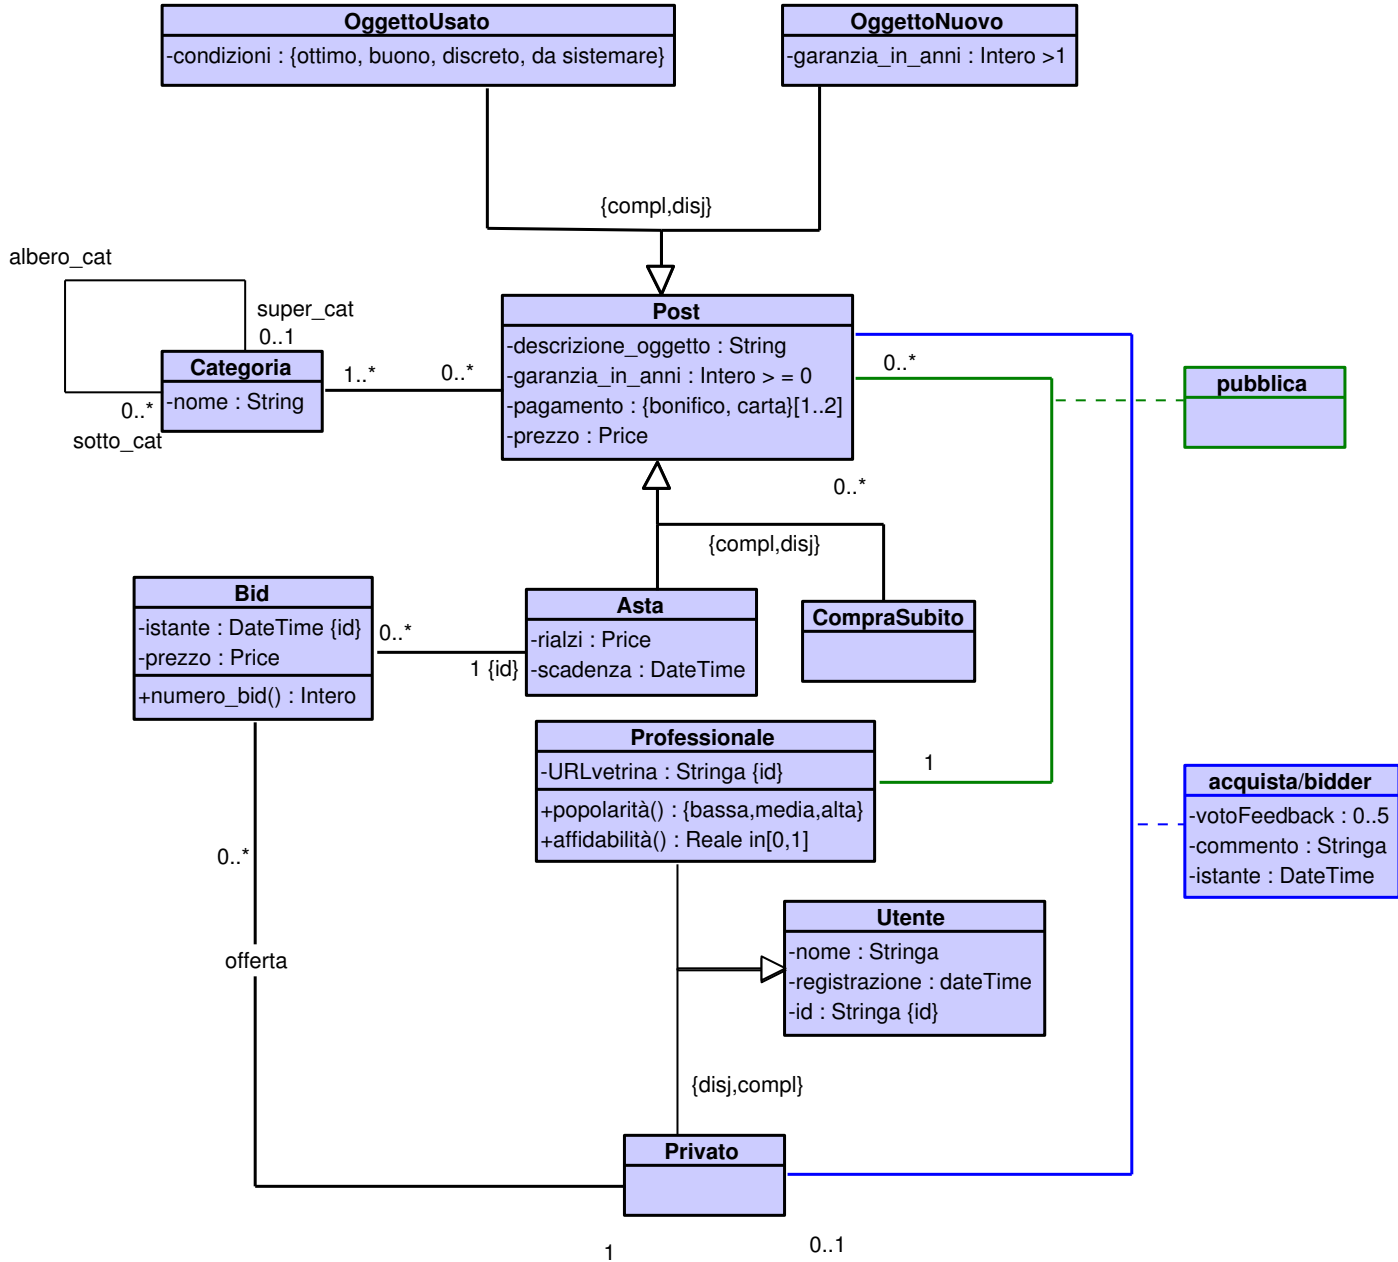 OggettoUsato
-condizioni : {ottimo, buono, discreto, da sistemare}
OggettoNuovo
-garanzia_in_anni : Intero >1
{compl,disj}
albero_cat
super_cat
0..1
Categoria
-nome : String
0..*
sotto_cat
1..*
0..*
Post
-descrizione_oggetto : String
-garanzia_in_anni : Intero > = 0
-pagamento : {bonifico, carta}[1..2]
-prezzo : Price
0..*
pubblica
0..*
{compl,disj}
Bid
-istante : DateTime {id}
-prezzo : Price
+numero_bid() : Intero
0..*
1 {id}
Asta
-rialzi : Price
-scadenza : DateTime
CompraSubito
Professionale
-URLvetrina : Stringa {id}
+popolarità() : {bassa,media,alta}
+affidabilità() : Reale in[0,1]
1
acquista/bidder
-votoFeedback : 0..5
-commento : Stringa
-istante : DateTime
0..*
Utente
-nome : Stringa
-registrazione : dateTime
-id : Stringa {id}
offerta
{disj,compl}
Privato
1
0..1